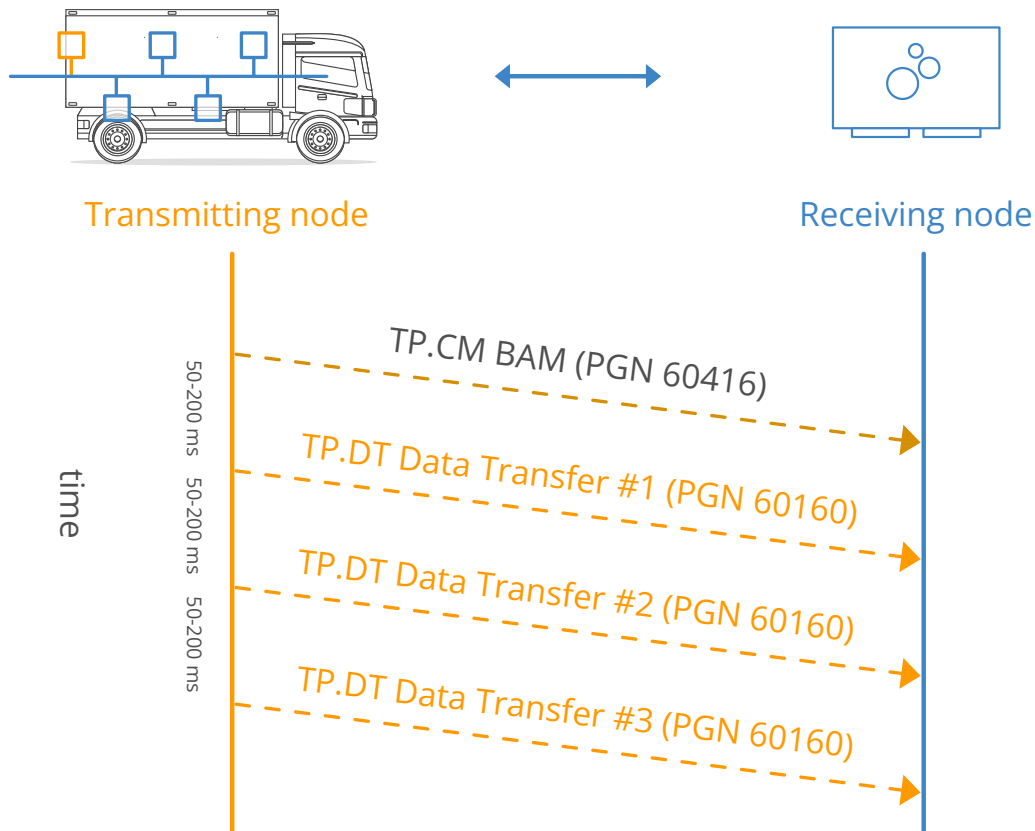 Transmitting node
Receiving node
TP.CM BAM (PGN 60416)
50-200 ms
TP.DT Data Transfer #1 (PGN 60160)
time
50-200 ms
TP.DT Data Transfer #2 (PGN 60160)
50-200 ms
TP.DT Data Transfer #3 (PGN 60160)